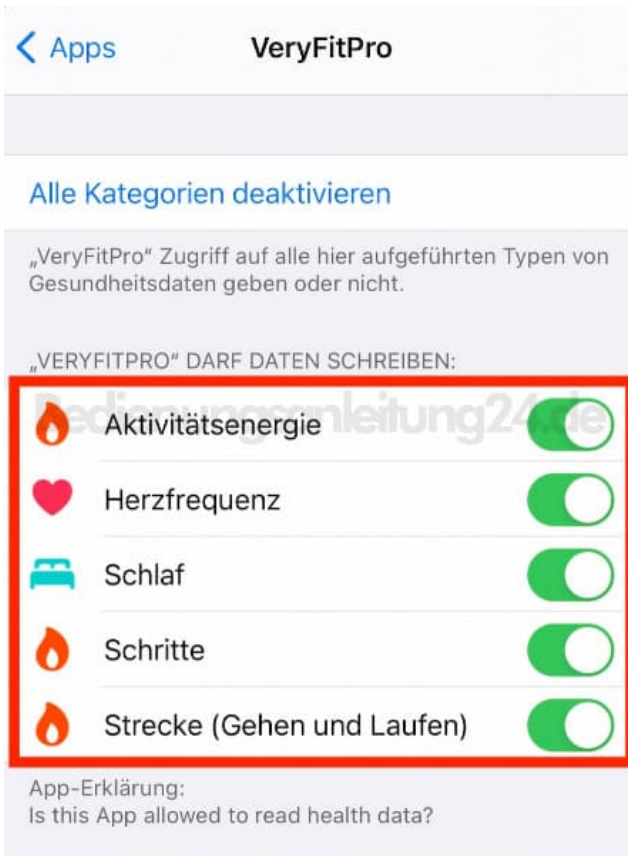 Apps
VeryFitPro
Alle Kategorien deaktivieren
„VeryFitPro“ Zugriff auf alle hier aufgeführten Typen von
Gesundheitsdaten geben oder nicht.
„VERYFITPRO“ DARF DATEN SCHREIBEN:
Bedienungsanleitung24.de
Aktivitätsenergie
Herzfrequenz
Schlaf
Schritte
Strecke (Gehen und Laufen)
App-Erklärung:
Is this App allowed to read health data?